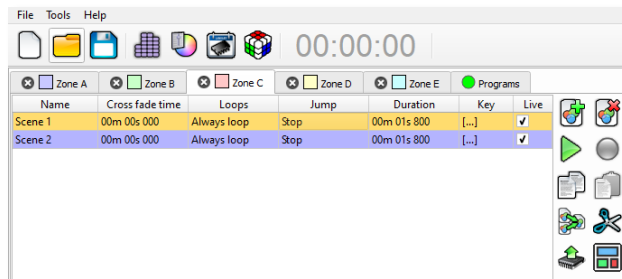 File Tools Help
00:00:00
Zone A Zone B Zone C Zone D Zone E Programs
Name Cross fade time Loops Jump Duration Key Live
Scene 1 00m 00s 000 Always loop Stop 00m 01s 800 [...]
Scene 2 00m 00s 000 Always loop Stop 00m 01s 800 [...]